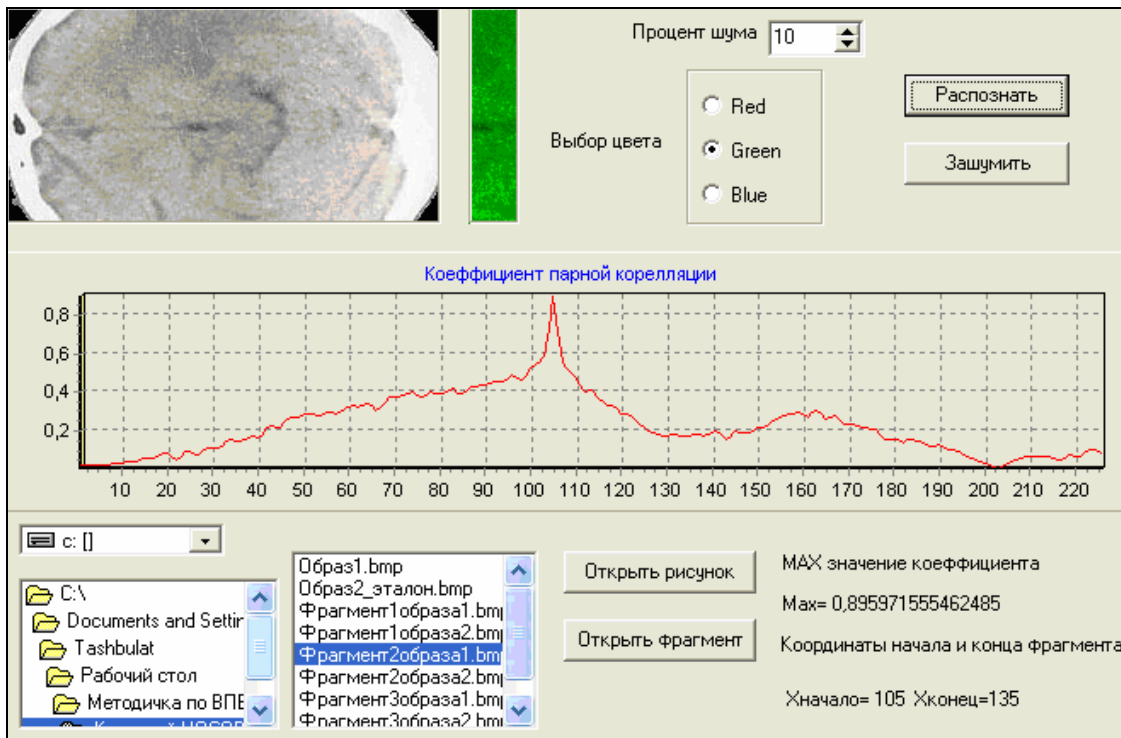 Процент шума 10
Red
Распознать
Выбор цвета
Green
Зашумить
Blue
Коеффициент парной корелляции
0,8
0,6
0,4
0,2
10 20 30 40 50 60 70 80 90 100 110 120 130 140 150 160 170 180 190 200 210 220
c: []
C:\
Documents and Settir
Tashbulat
Рабочий стол
Методичка по ВПЕ
Образ1.bmp
Образ2_эталон.bmp
Фрагмент1образа1.bmp
Фрагмент1образа2.bmp
Фрагмент2образа1.bmp
Фрагмент2образа2.bmp
Фрагмент3образа1.bmp
Фрагмент3образа2.bmp
Открыть рисунок
Открыть фрагмент
MAX значение коефициента
Max= 0,895971555462485
Координаты начала и конца фрагмента
Xначало= 105 Xконец=135